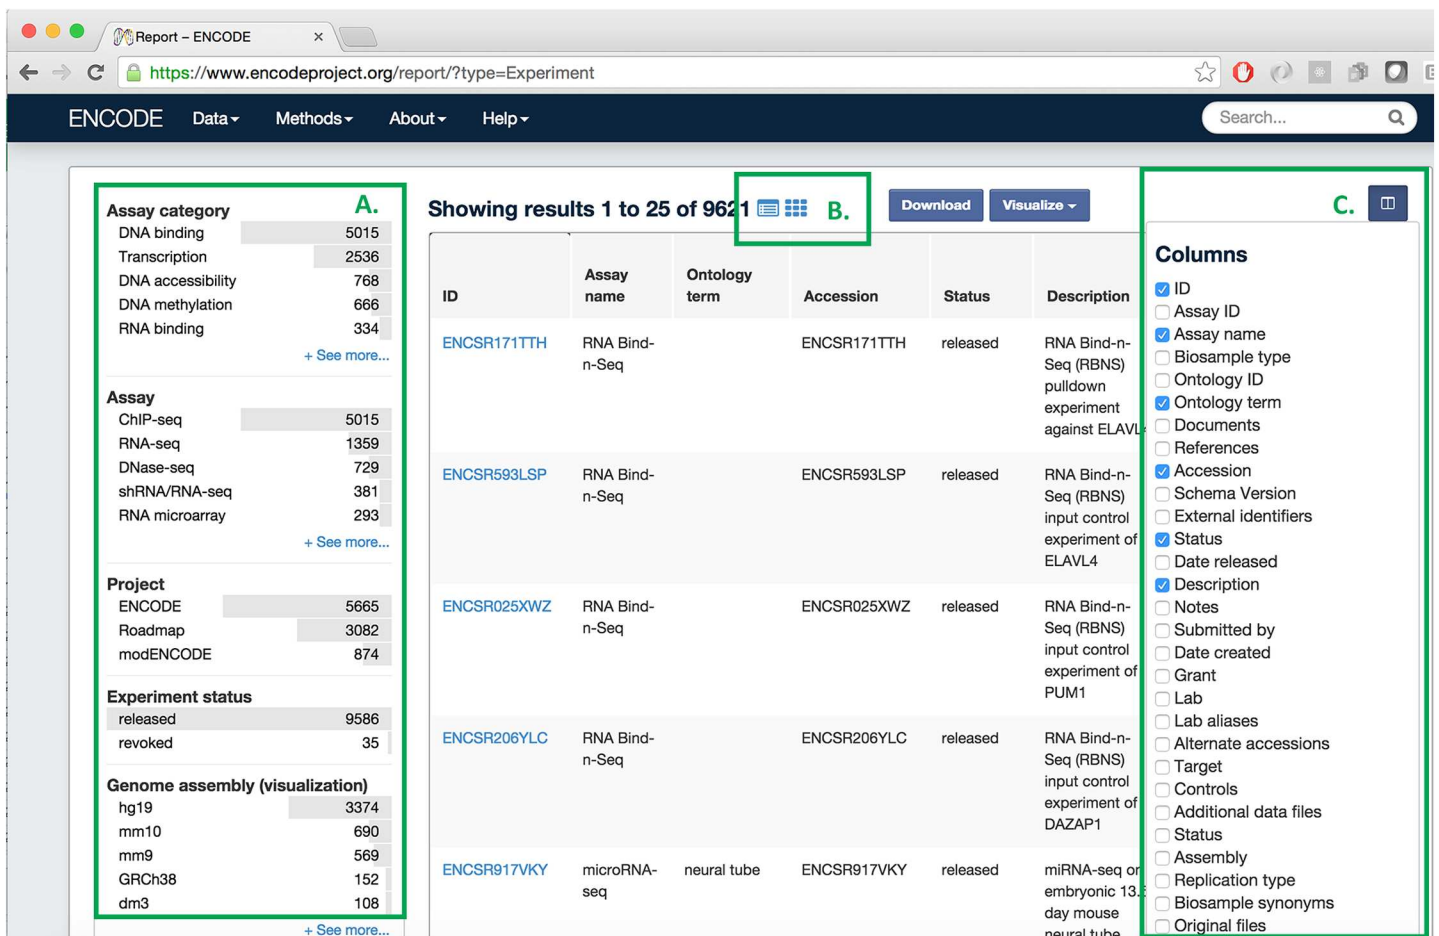 Report – ENCODE ×
https://www.encodeproject.org/report/?type=Experiment
ENCODE Data Methods About Help Search...
A.
Assay category
DNA binding 5015
Transcription 2536
DNA accessibility 768
DNA methylation 666
RNA binding 334
+ See more...
Assay
ChIP-seq 5015
RNA-seq 1359
DNase-seq 729
shRNA/RNA-seq 381
RNA microarray 293
+ See more...
Project
ENCODE 5665
Roadmap 3082
modENCODE 874
Experiment status
released 9586
revoked 35
Genome assembly (visualization)
hg19 3374
mm10 690
mm9 569
GRCh38 152
dm3 108
+ See more...
Showing results 1 to 25 of 9621
B.
Download Visualize
ID Assay name Ontology term Accession Status Description
ENCSR171TTH RNA Bind- ENCSR171TTH released RNA Bind-n-
n-Seq Seq (RBNS)
pulldown
experiment
against ELAVL
ENCSR593LSP RNA Bind- ENCSR593LSP released RNA Bind-n-
n-Seq Seq (RBNS)
input control
experiment of
ELAVL4
ENCSR025XWZ RNA Bind- ENCSR025XWZ released RNA Bind-n-
n-Seq Seq (RBNS)
input control
experiment of
PUM1
ENCSR206YLC RNA Bind- ENCSR206YLC released RNA Bind-n-
n-Seq Seq (RBNS)
input control
experiment of
DAZAP1
ENCSR917VKY microRNA- neural tube ENCSR917VKY released miRNA-seq on
seq embryonic 13.
day mouse
neural tube
C.
Columns
ID
Assay ID
Assay name
Biosample type
Ontology ID
Ontology term
Documents
References
Accession
Schema Version
External identifiers
Status
Date released
Description
Notes
Submitted by
Date created
Grant
Lab
Lab aliases
Alternate accessions
Target
Controls
Additional data files
Status
Assembly
Replication type
Biosample synonyms
Original files